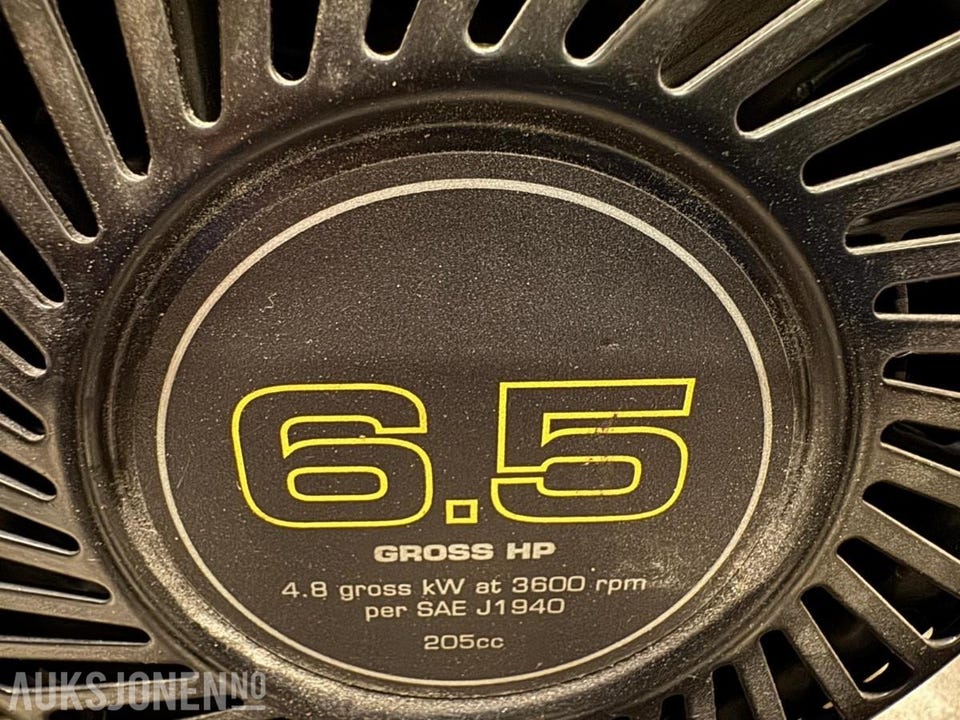 6.5
GROSS HP
4.8 gross kW at 3600 rpm
per SAE J1940
205cc
AUKSJONEN.NO